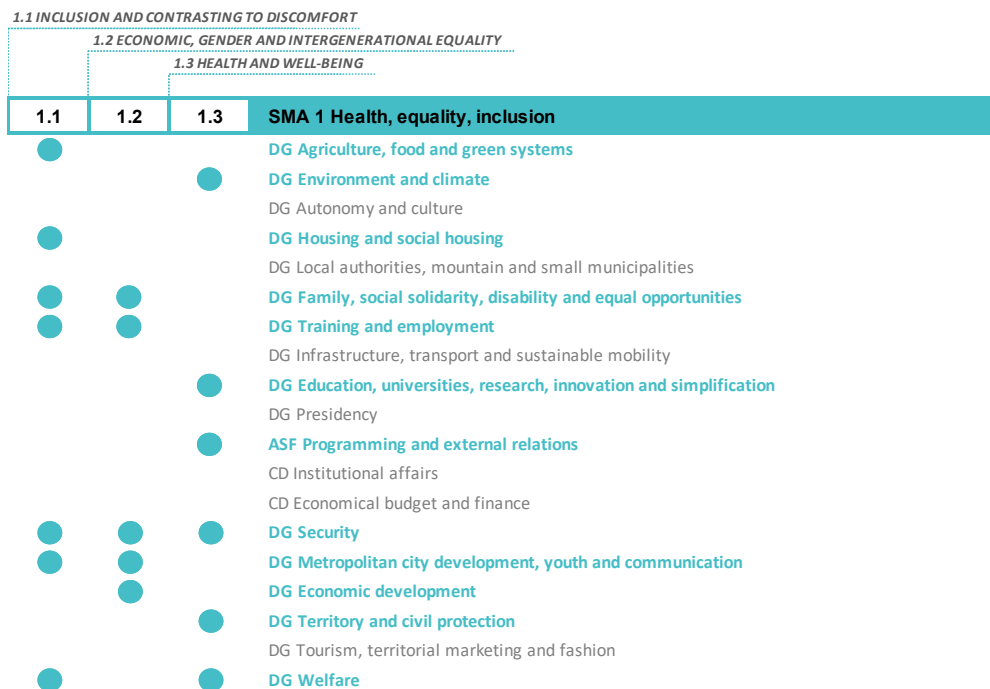 1.1 INCLUSION AND CONTRASTING TO DISCOMFORT
1.2 ECONOMIC, GENDER AND INTERGENERATIONAL EQUALITY
1.3 HEALTH AND WELL-BEING
1.1 1.2 1.3 SMA 1 Health, equality, inclusion
DG Agriculture, food and green systems
DG Environment and climate
DG Autonomy and culture
DG Housing and social housing
DG Local authorities, mountain and small municipalities
DG Family, social solidarity, disability and equal opportunities
DG Training and employment
DG Infrastructure, transport and sustainable mobility
DG Education, universities, research, innovation and simplification
DG Presidency
ASF Programming and external relations
CD Institutional affairs
CD Economical budget and finance
DG Security
DG Metropolitan city development, youth and communication
DG Economic development
DG Territory and civil protection
DG Tourism, territorial marketing and fashion
DG Welfare